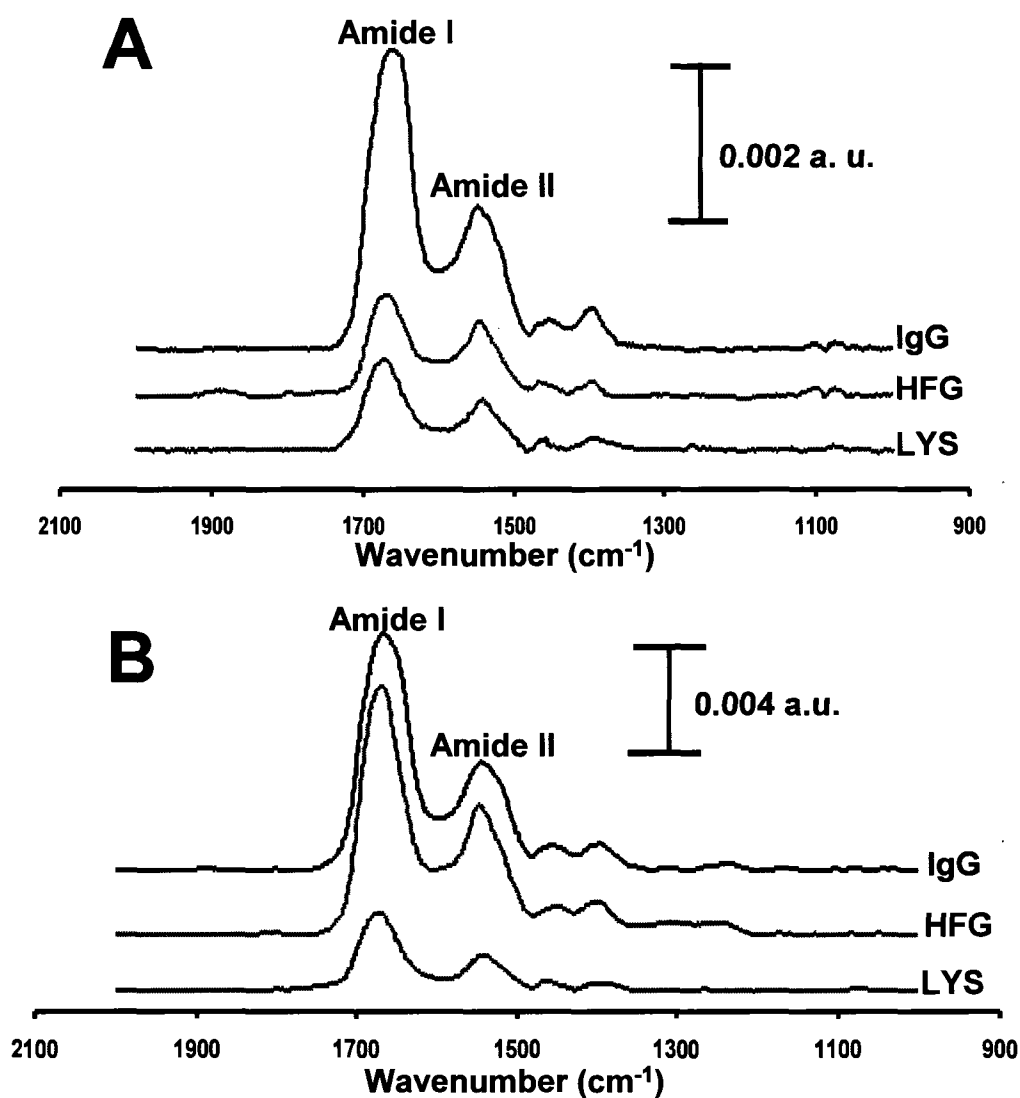 A
Amide I
0.002 a. u.
Amide II
IgG
HFG
LYS
2100 1900 1700 1500 1300 1100 900
Wavenumber (cm-1)
B
Amide I
0.004 a.u.
Amide II
IgG
HFG
LYS
2100 1900 1700 1500 1300 1100 900
Wavenumber (cm-1)